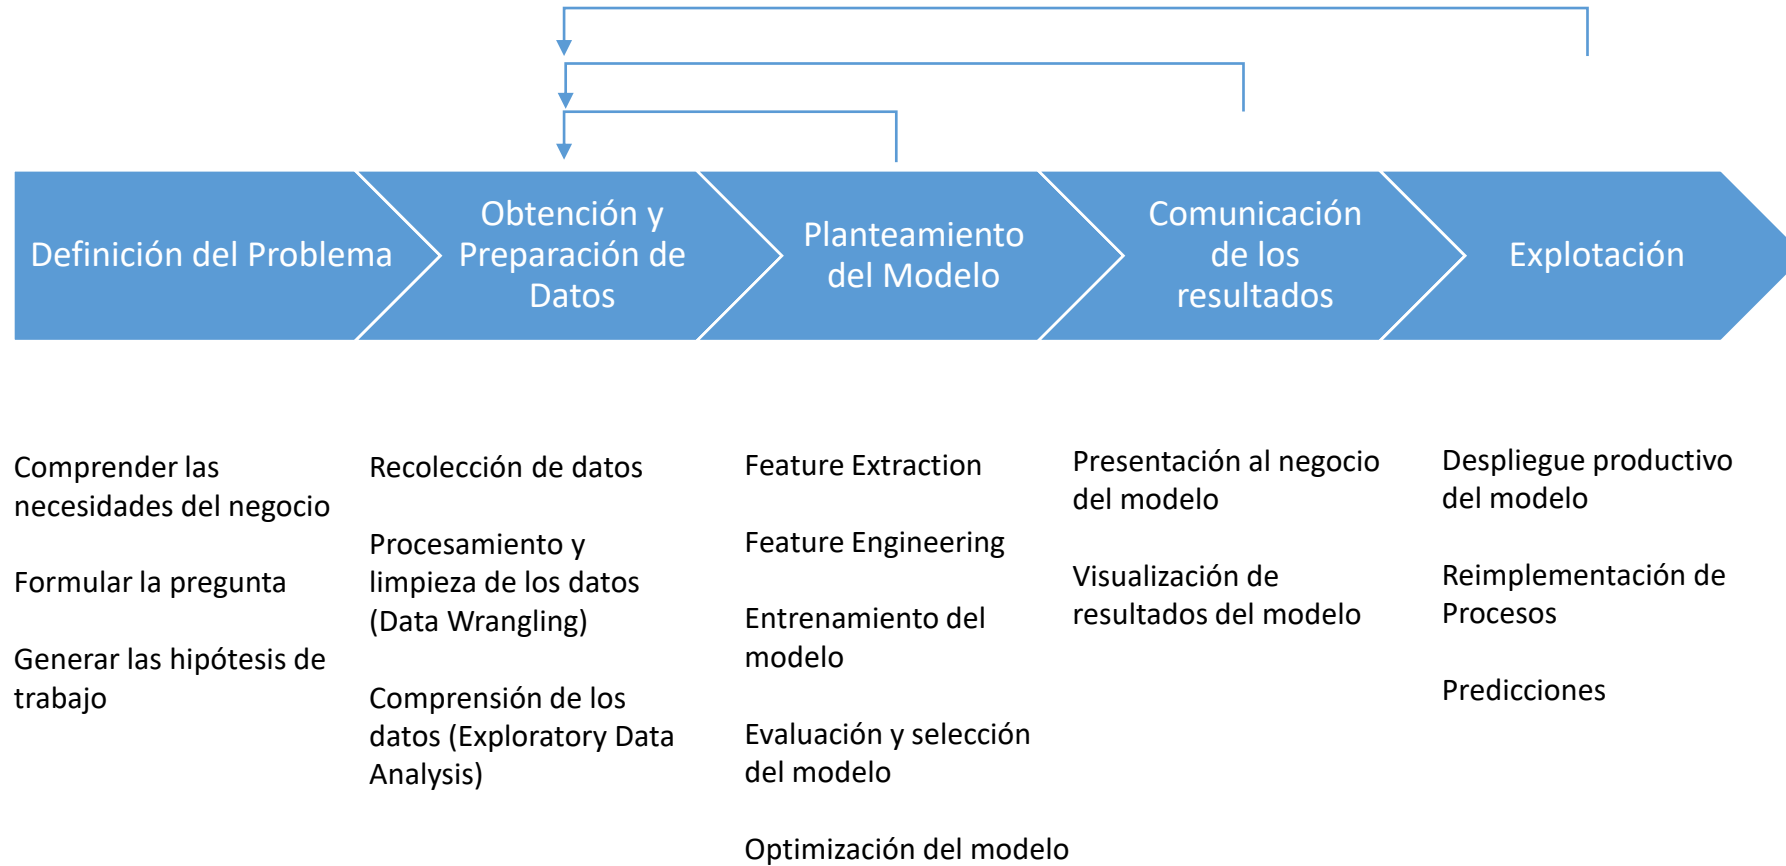 Definición del Problema
Obtención y
Preparación de
Datos
Planteamiento
del Modelo
Comunicación
de los
resultados
Explotación
Comprender las
necesidades del negocio
Formular la pregunta
Generar las hipótesis de
trabajo
Recolección de datos
Procesamiento y
limpieza de los datos
(Data Wrangling)
Comprensión de los
datos (Exploratory Data
Analysis)
Feature Extraction
Feature Engineering
Entrenamiento del
modelo
Evaluación y selección
del modelo
Optimización del modelo
Presentación al negocio
del modelo
Visualización de
resultados del modelo
Despliegue productivo
del modelo
Reimplementación de
Procesos
Predicciones